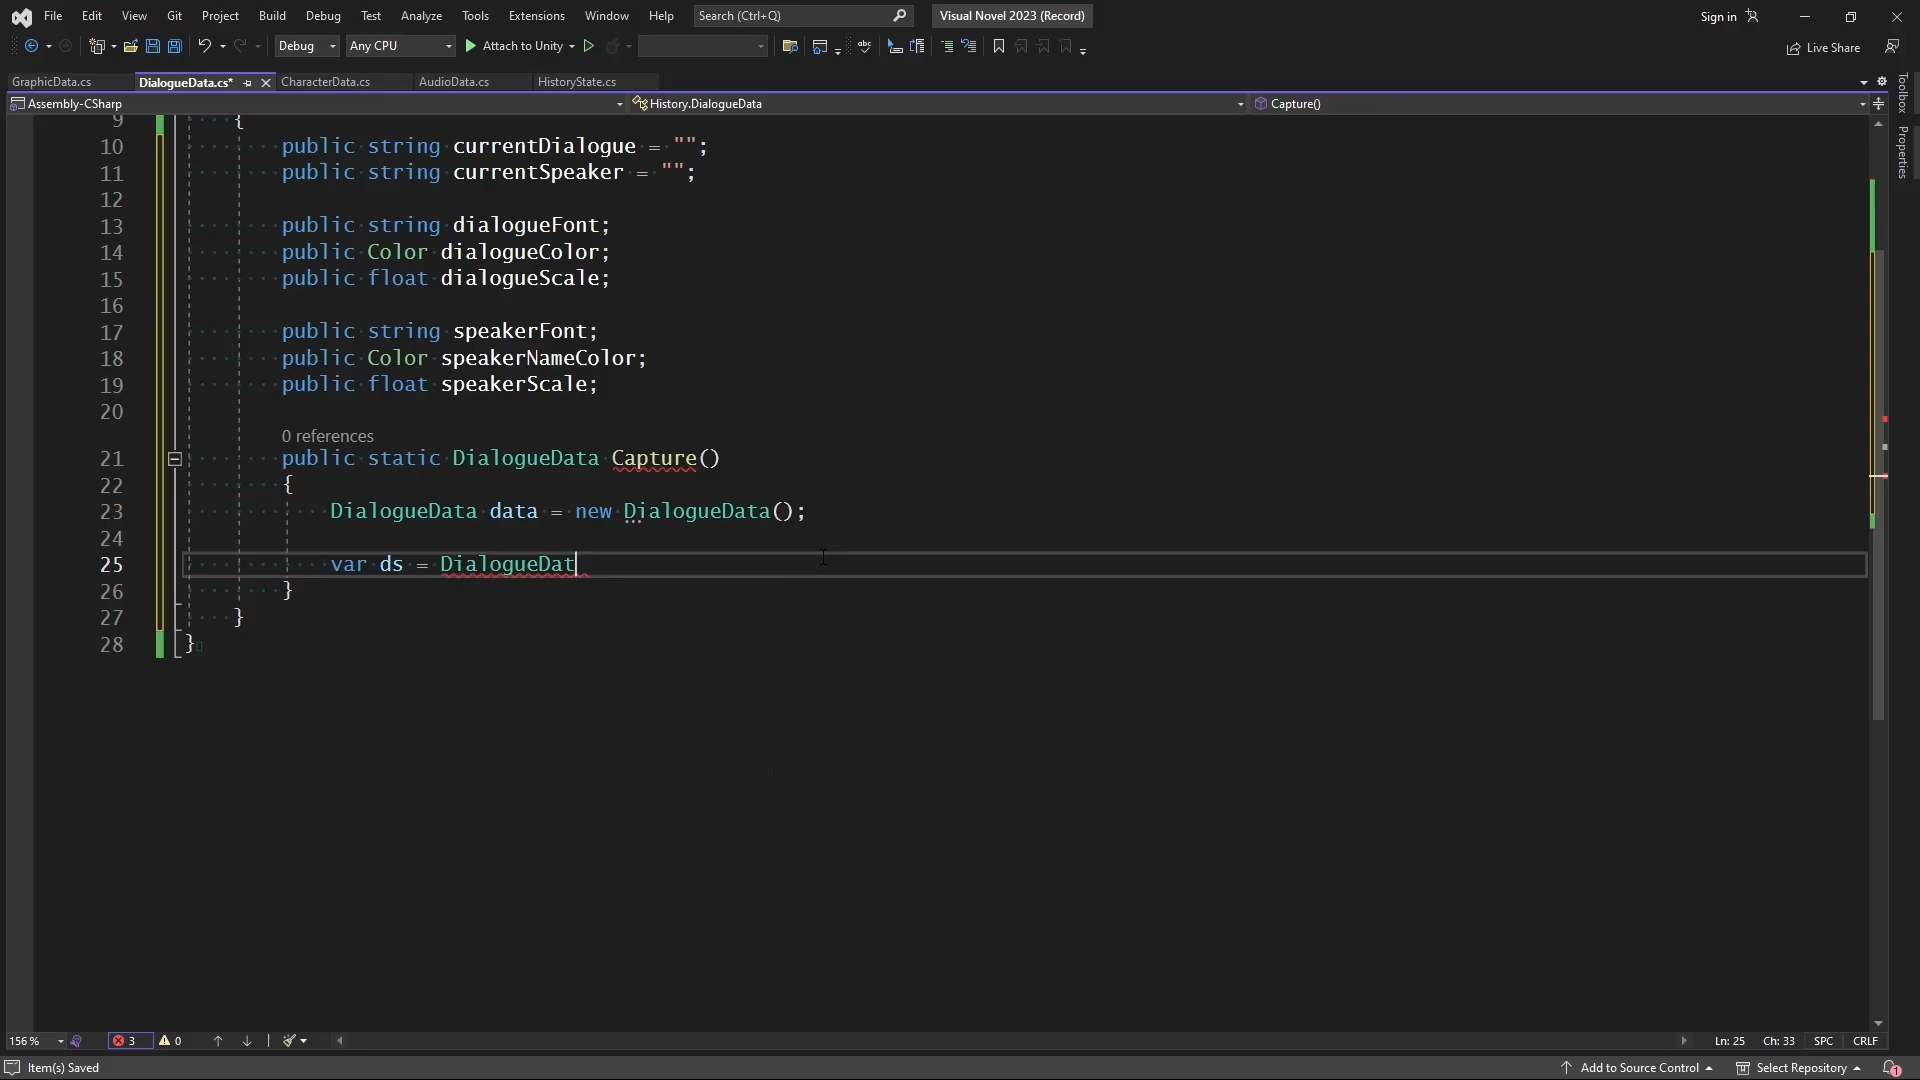 File Edit View Git Project Build Debug Test Analyze Tools Extensions Window Help Search (Ctrl+Q) Visual Novel 2023 (Record) Sign in
Debug Any CPU Attach to Unity Live Share
GraphicData.cs DialogueData.cs* CharacterData.cs AudioData.cs HistoryState.cs
Assembly-CSharp History.DialogueData Capture()
Toolbox
Properties
9 {
10 public string currentDialogue = "";
11 public string currentSpeaker = "";
12
13 public string dialogueFont;
14 public Color dialogueColor;
15 public float dialogueScale;
16
17 public string speakerFont;
18 public Color speakerNameColor;
19 public float speakerScale;
20
0 references
21 public static DialogueData Capture()
22 {
23 DialogueData data = new DialogueData();
24
25 var ds = DialogueDat
26 }
27 }
28 }
156 % 3 0 Ln: 25 Ch: 33 SPC CRLF
Item(s) Saved Add to Source Control Select Repository 1